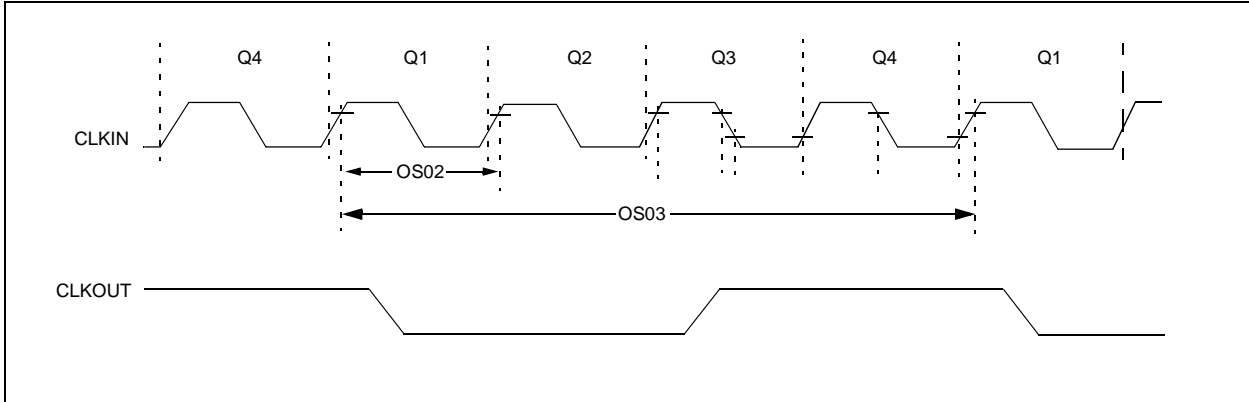 Q4 Q1 Q2 Q3 Q4 Q1
CLKIN
OS02
OS03
CLKOUT